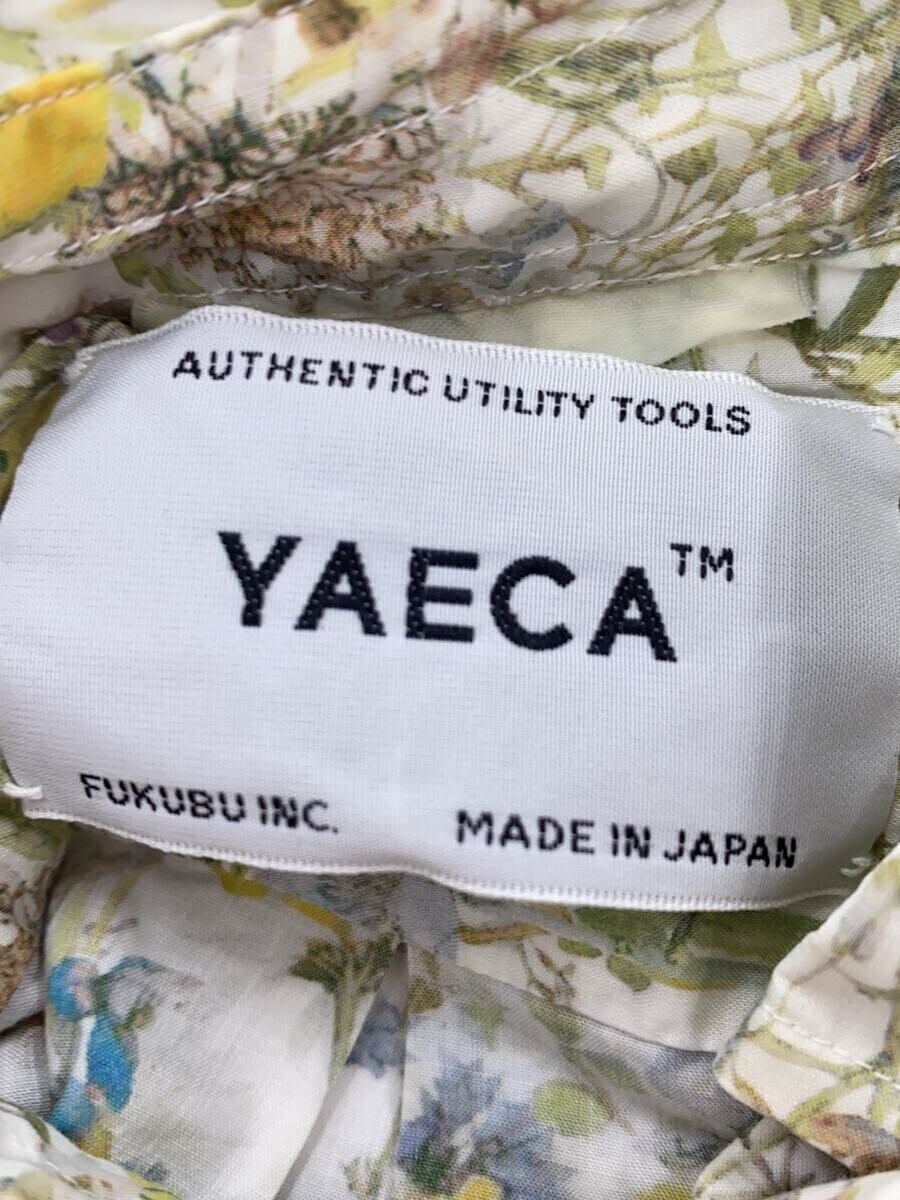 AUTHENTIC UTILITY TOOLS
YAECA™
FUKUBU INC. MADE IN JAPAN